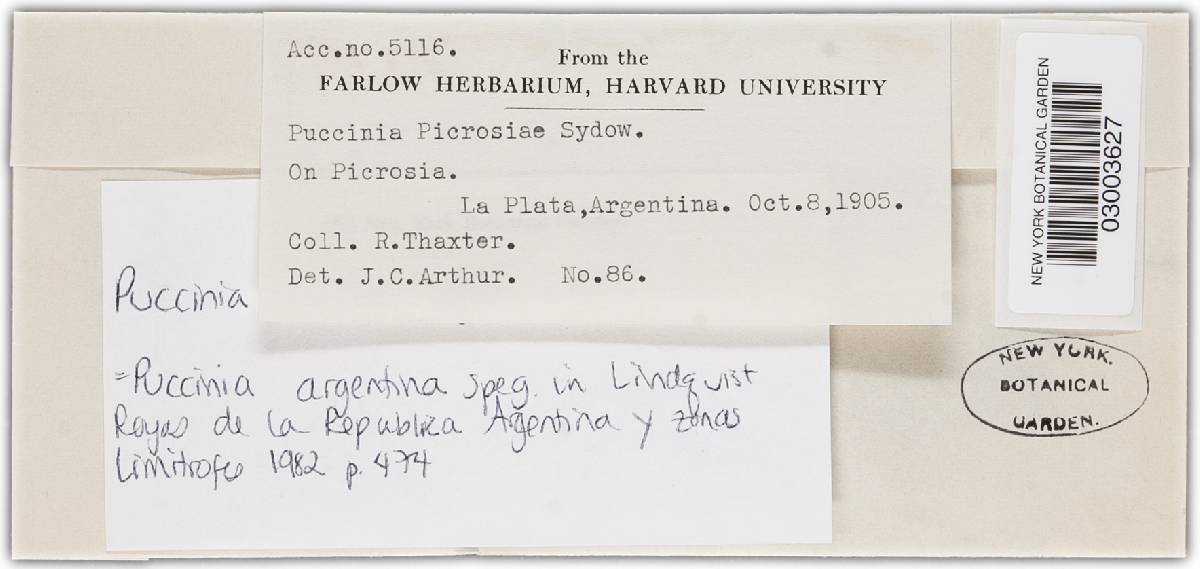 Acc.no.5116.
From the
FARLOW HERBARIUM, HARVARD UNIVERSITY
Puccinia Picrosiae Sydow.
On Picrosia.
La Plata,Argentina. Oct.8,1905.
Coll. R.Thaxter.
Det. J.C.Arthur. No.86.
Puccinia
=Puccinia argentina Speg. in Lindquist
Royas de la Republica Argentina y zonas
Limitrofes 1982 p. 474
NEW YORK BOTANICAL GARDEN
03003627
NEW YORK.
BOTANICAL
GARDEN.